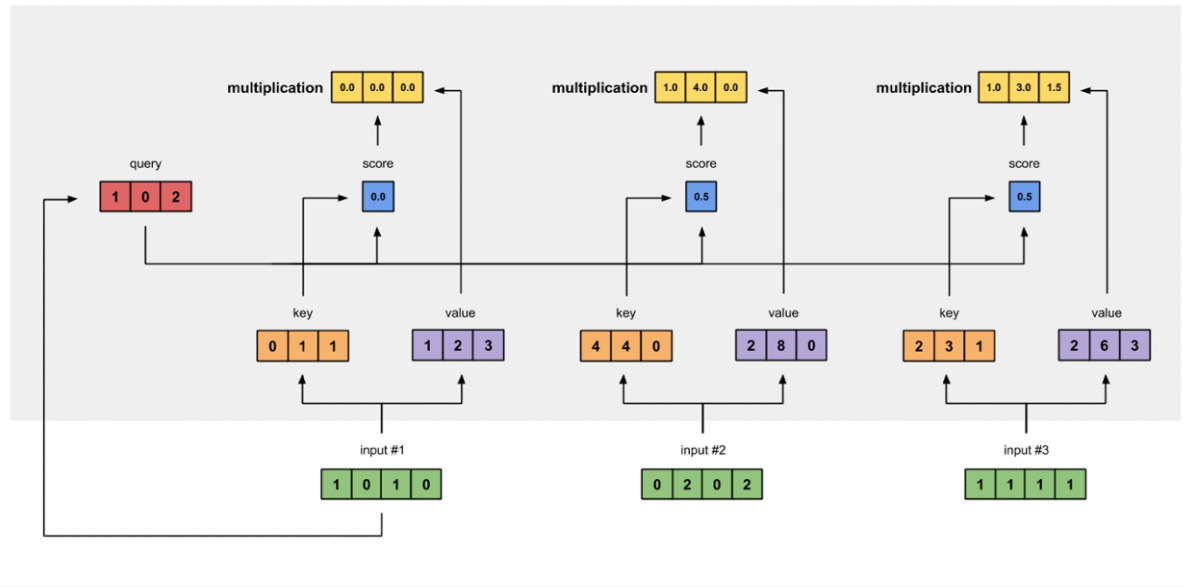 multiplication 0.0 0.0 0.0 multiplication 1.0 4.0 0.0 multiplication 1.0 3.0 1.5
query score score score
1 0 2 0.0 0.5 0.5
key value key value key value
0 1 1 1 2 3 4 4 0 2 8 0 2 3 1 2 6 3
input #1 input #2 input #3
1 0 1 0 0 2 0 2 1 1 1 1